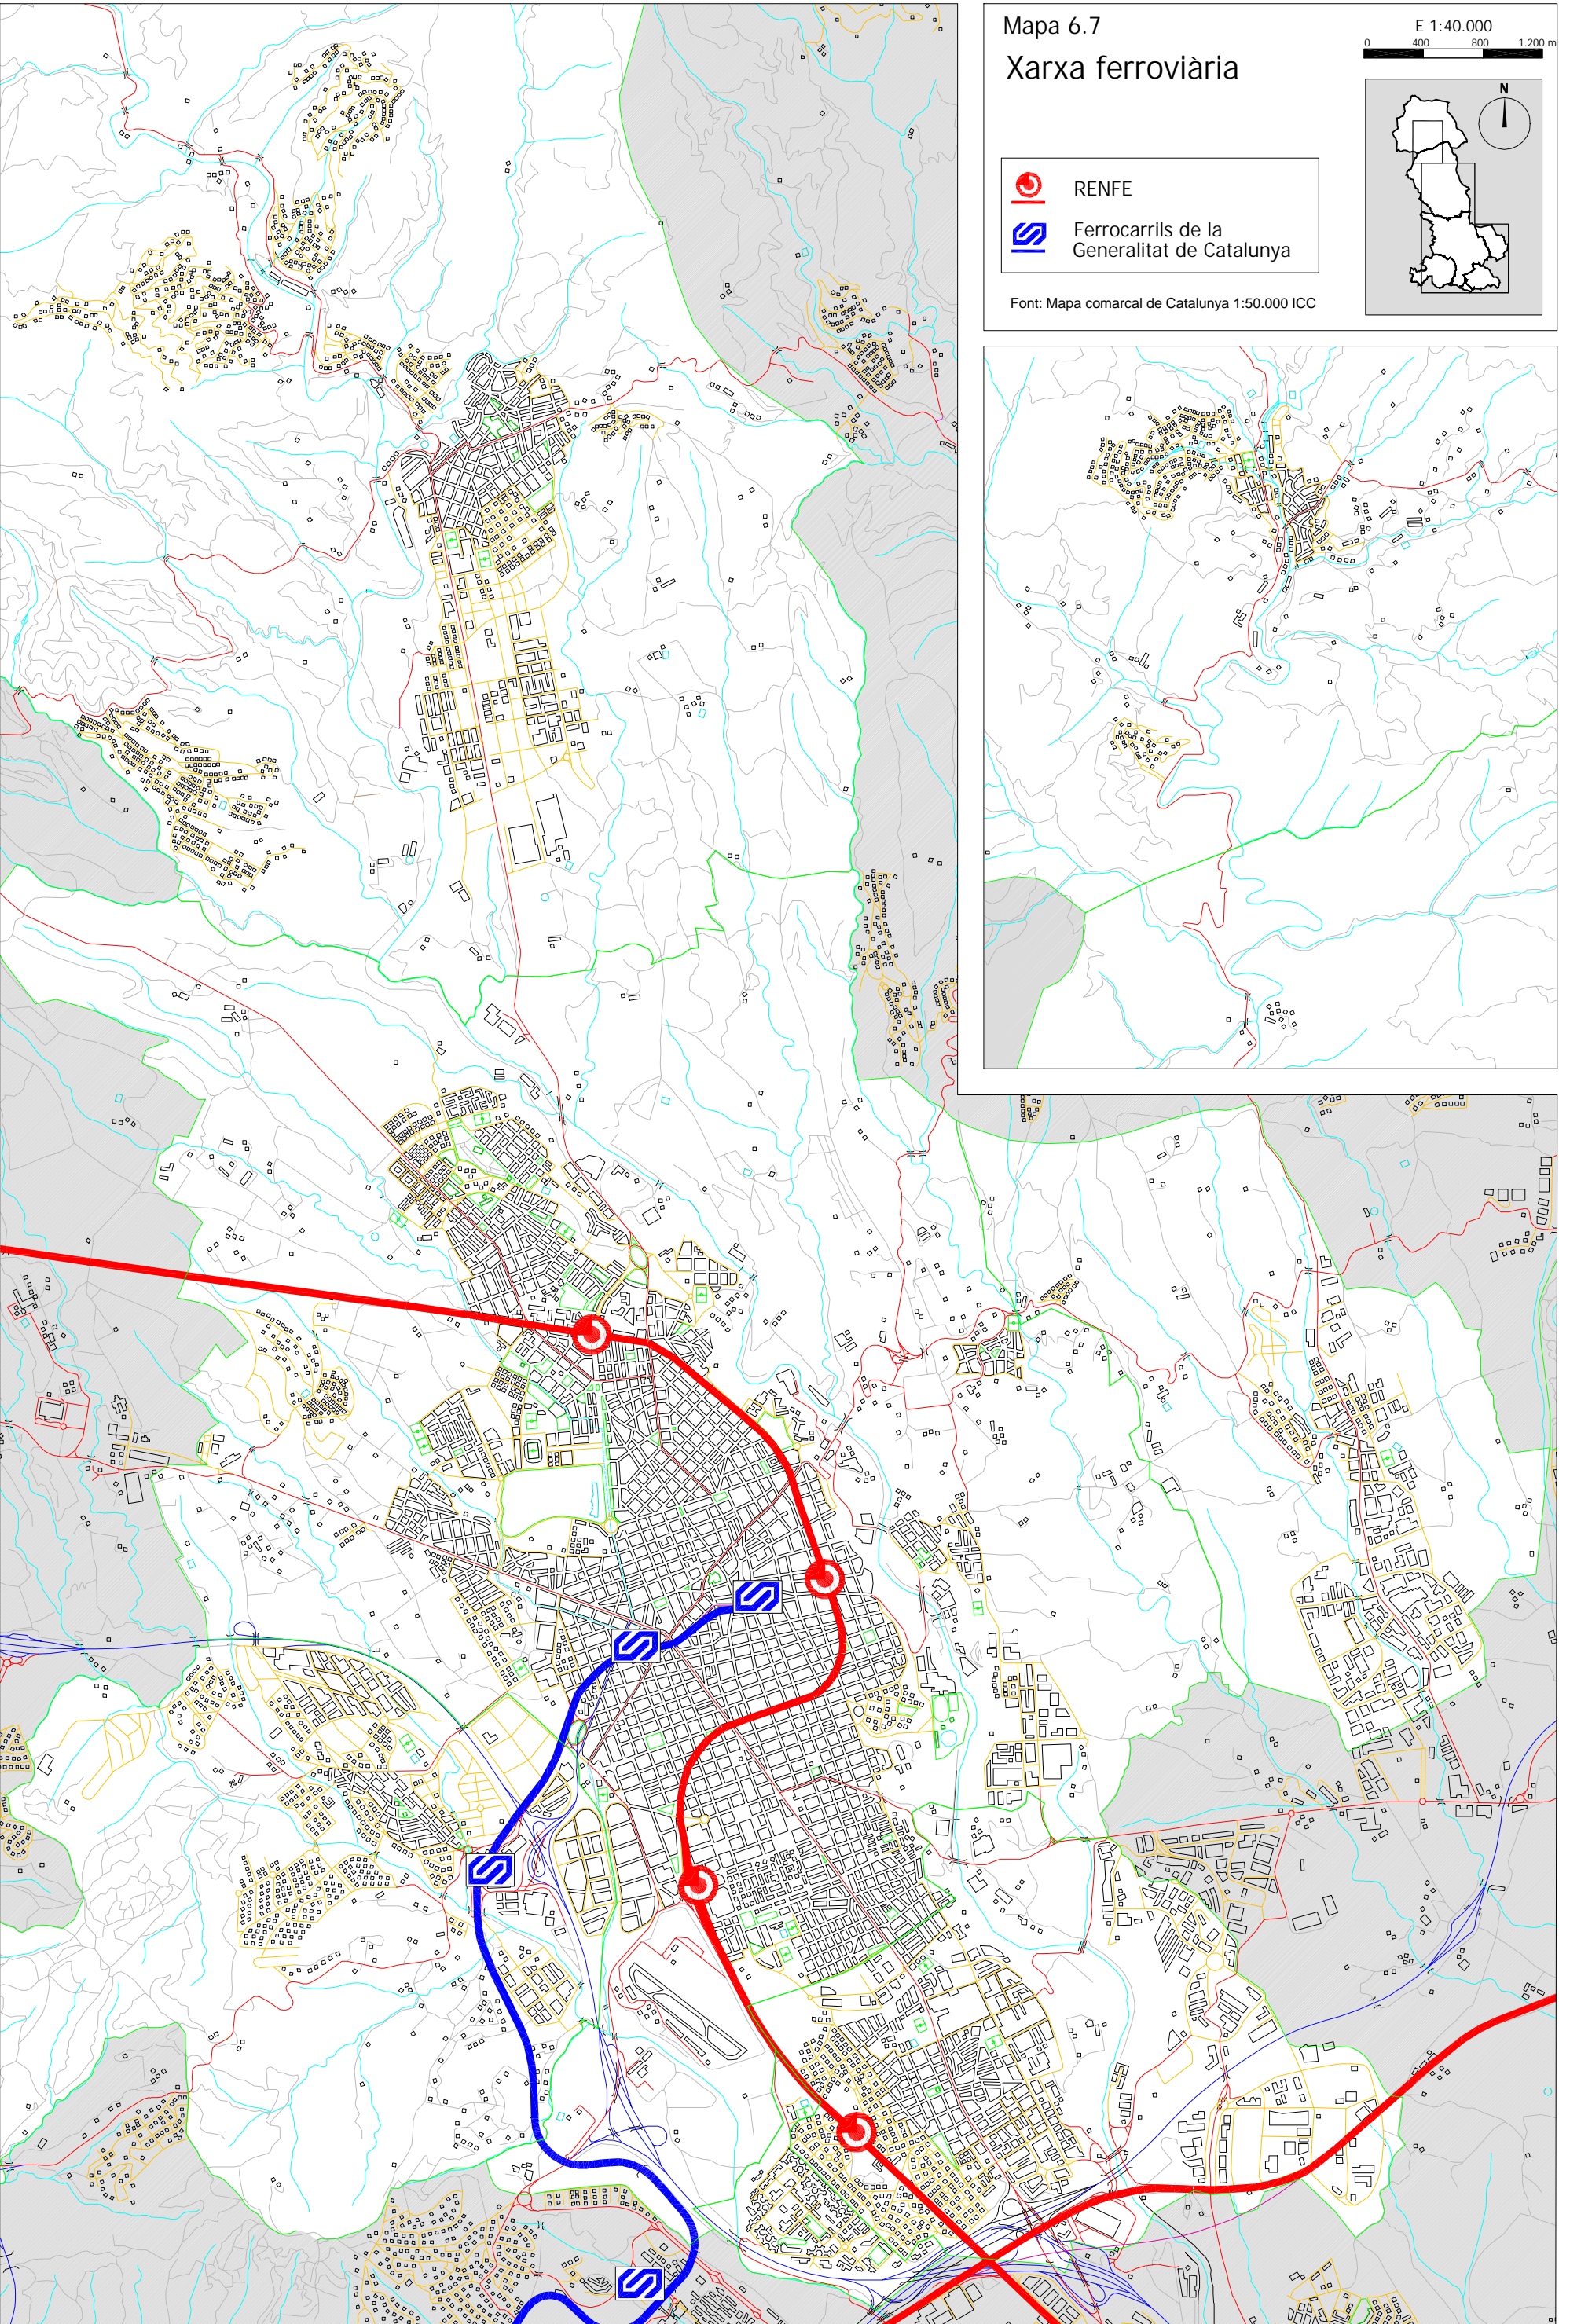 Mapa 6.7
Xarxa ferroviària
E 1:40.000
0 400 800 1.200 m
N
RENFE
Ferrocarrils de la
Generalitat de Catalunya
Font: Mapa comarcal de Catalunya 1:50.000 ICC